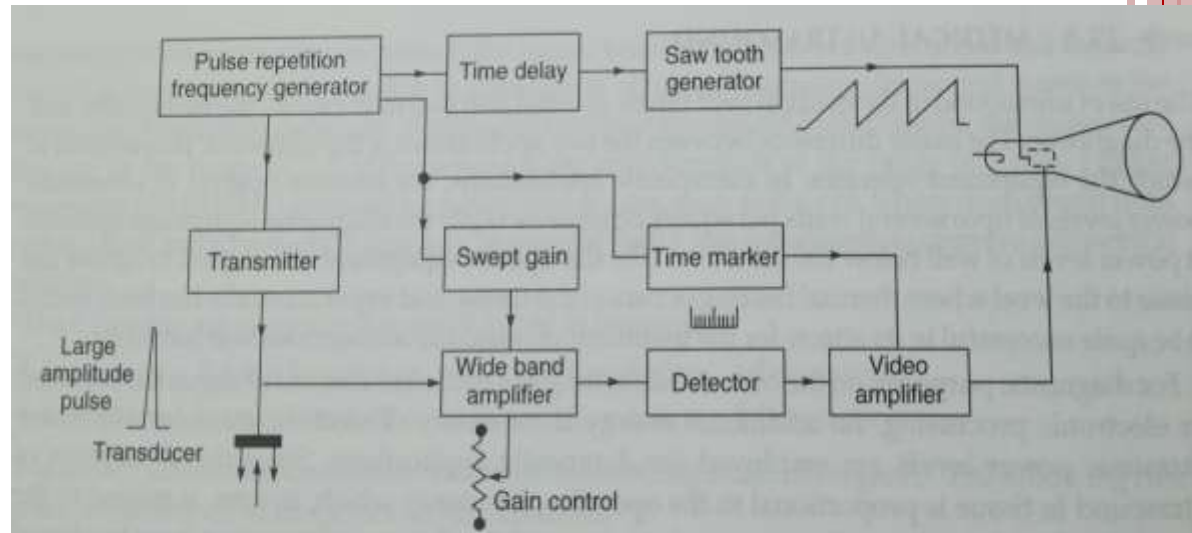 Pulse repetition
frequency generator
Time delay
Saw tooth
generator
Transmitter
Swept gain
Time marker
Large
amplitude
pulse
Wide band
amplifier
Detector
Video
amplifier
Transducer
Gain control